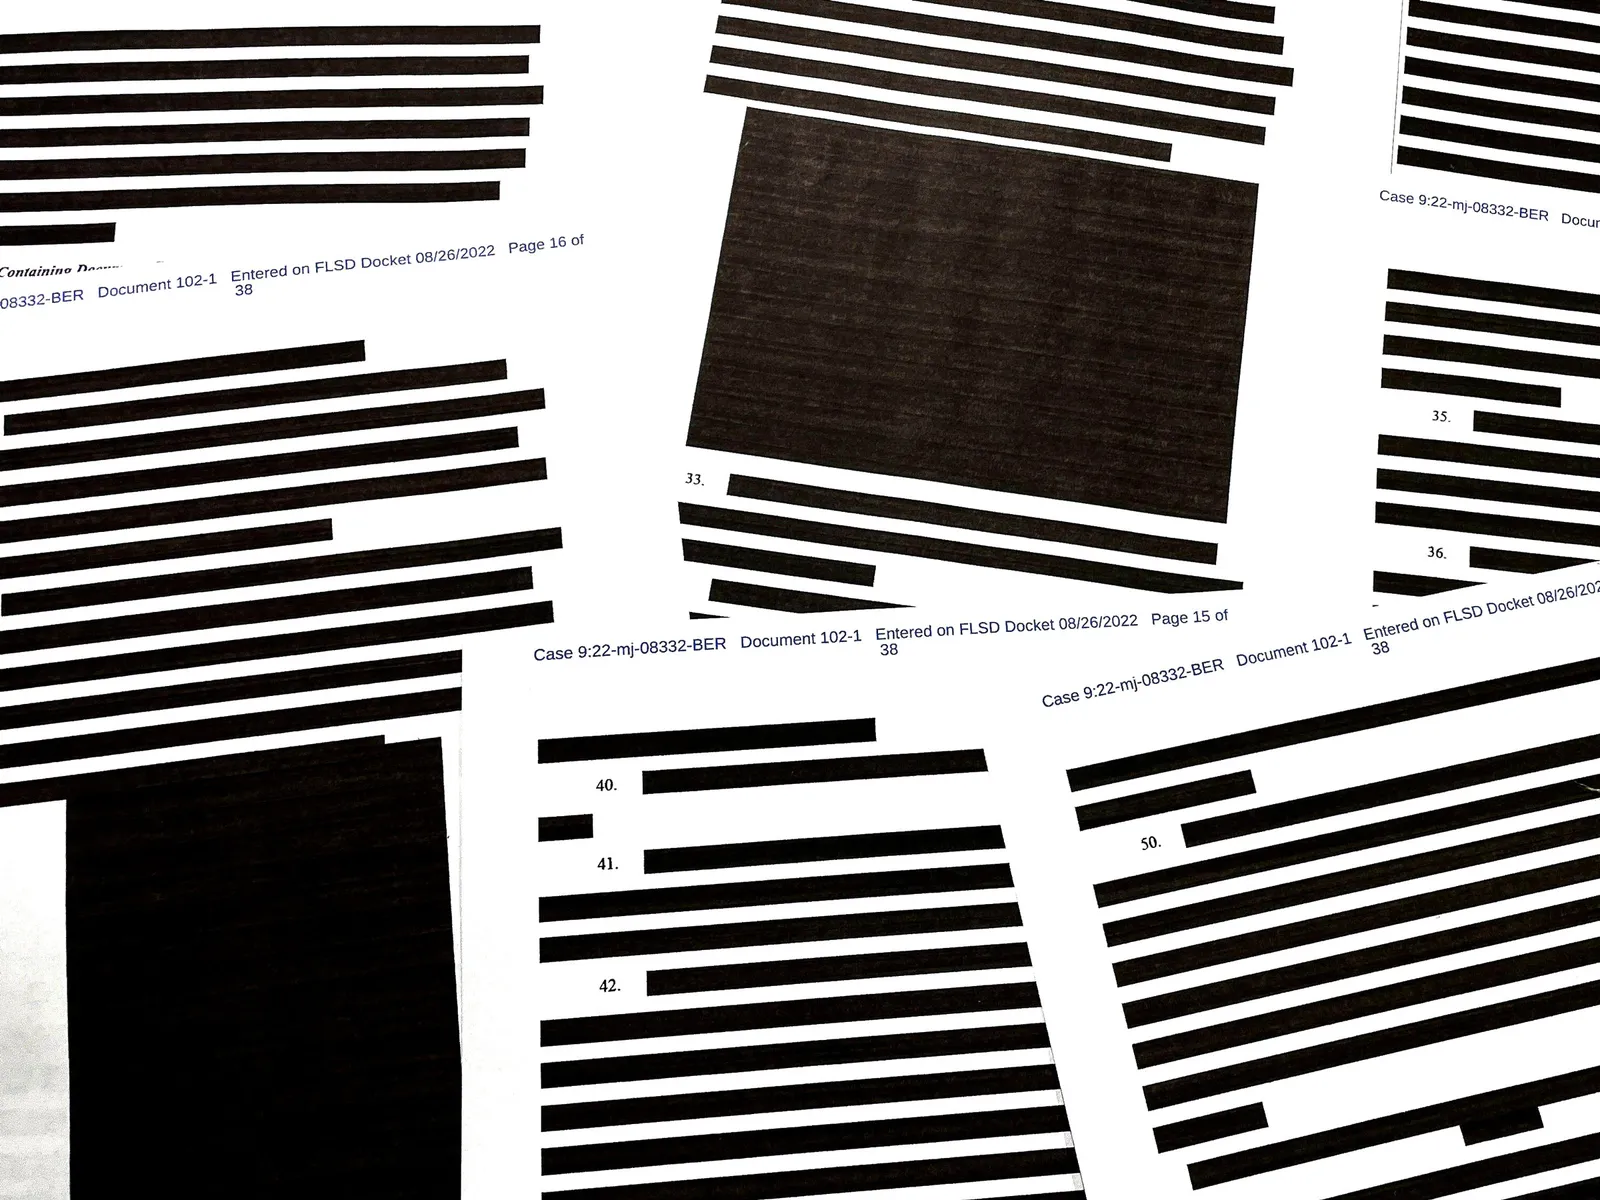 Containing
08332-BER Document 102-1 Entered on FLSD Docket 08/26/2022 Page 16 of
38
33.
Case 9:22-mj-08332-BER
35.
36.
Case 9:22-mj-08332-BER Document 102-1 Entered on FLSD Docket 08/26/2022 Page 15 of
38
40.
41.
42.
Case 9:22-mj-08332-BER Document 102-1 Entered on FLSD Docket 08/26/202
38
50.